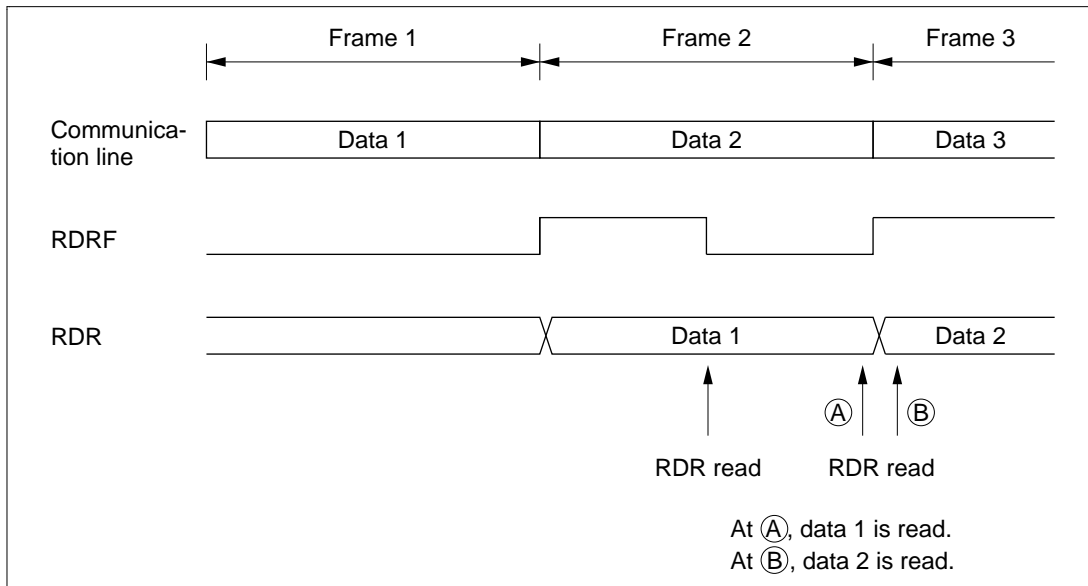 Frame 1
Frame 2
Frame 3
Communica-
tion line
Data 1
Data 2
Data 3
RDRF
RDR
Data 1
Data 2
A
B
RDR read
RDR read
At Ⓐ, data 1 is read.
At Ⓑ, data 2 is read.